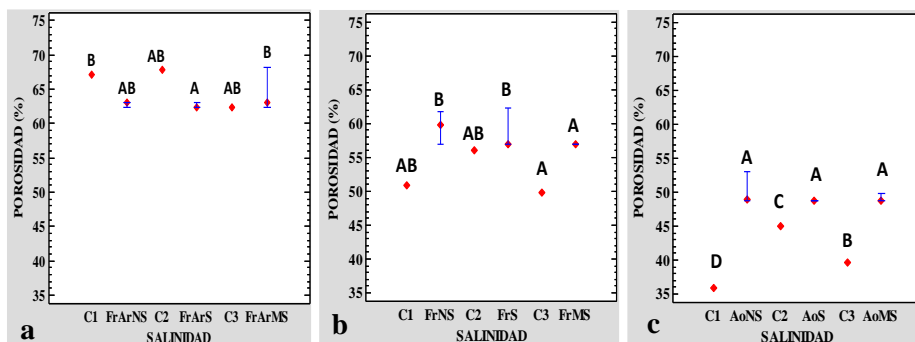 75
70
65
60
55
50
45
40
35
POROSIDAD (%)
B
AB
AB
A
AB
B
C1 FrArNS C2 FrArS C3 FrArMS
SALINIDAD
a
75
70
65
60
55
50
45
40
35
POROSIDAD (%)
AB
B
AB
B
A
A
C1 FrNS C2 FrS C3 FrMS
SALINIDAD
b
75
70
65
60
55
50
45
40
35
POROSIDAD (%)
D
A
C
A
B
A
C1 AoNS C2 AoS C3 AoMS
SALINIDAD
c